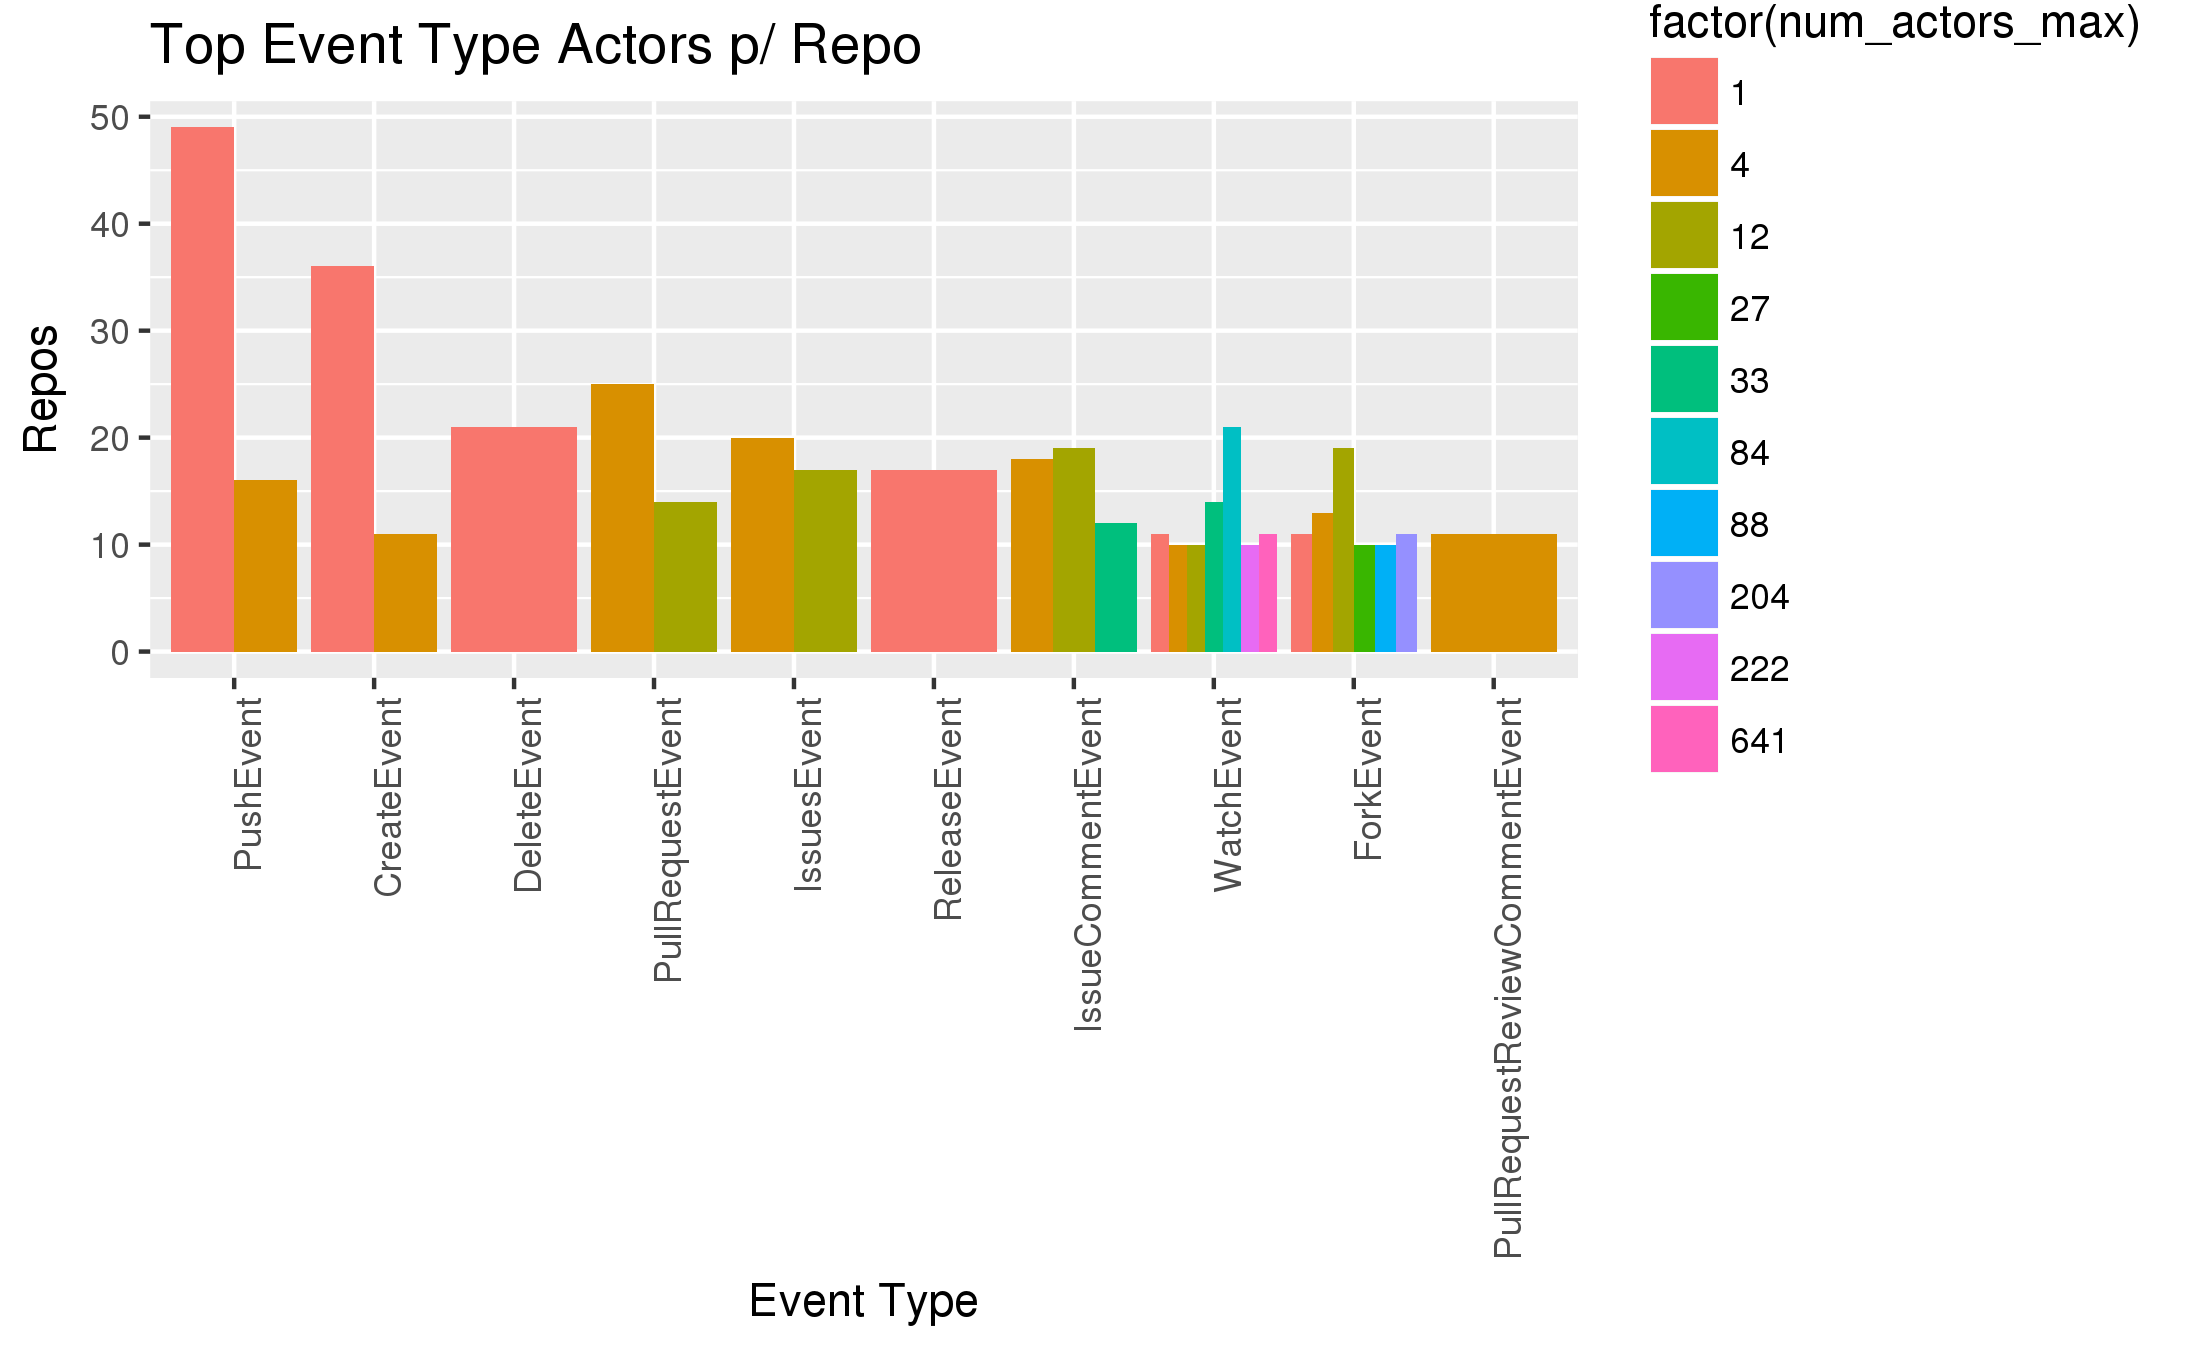 Top Event Type Actors p/ Repo
factor(num_actors_max)
1
4
12
27
33
84
88
204
222
641
Repos
50
40
30
20
10
0
PushEvent
CreateEvent
DeleteEvent
PullRequestEvent
IssuesEvent
ReleaseEvent
IssueCommentEvent
WatchEvent
ForkEvent
PullRequestReviewCommentEvent
Event Type